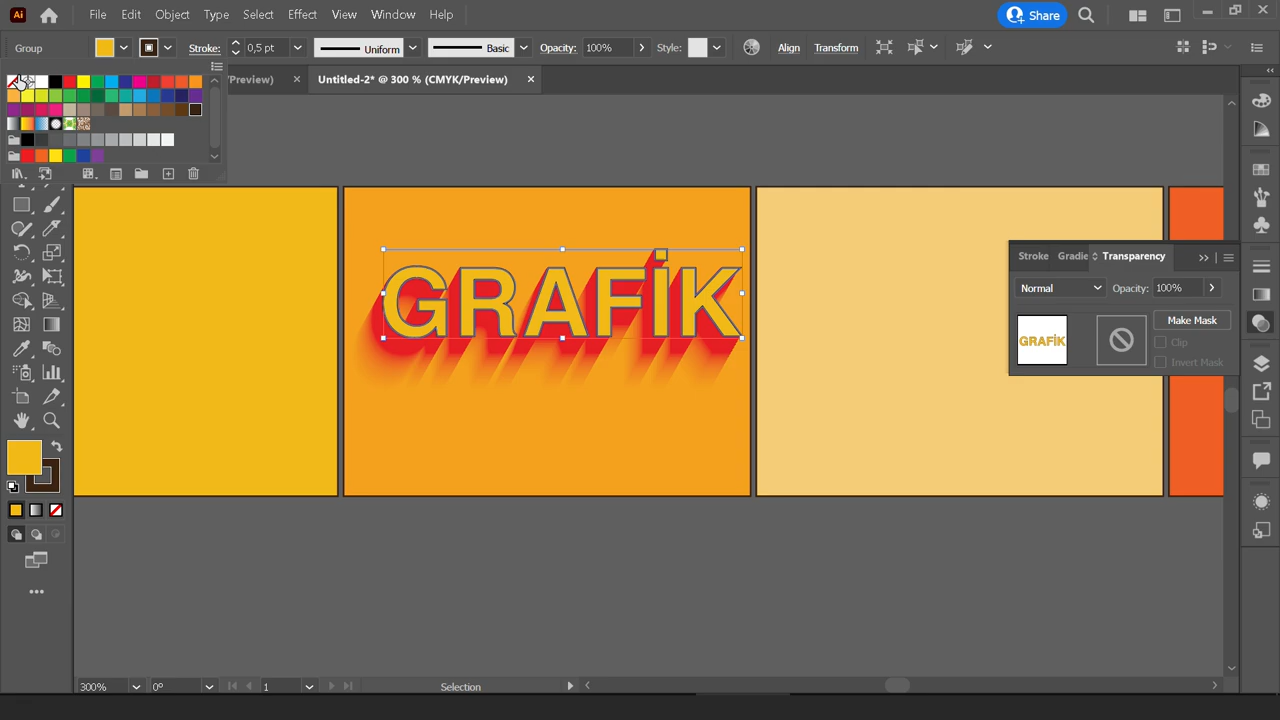 Ai File Edit Object Type Select Effect View Window Help Share
Group Stroke: 0,5 pt Uniform Basic Opacity: 100% Style: Align Transform
/Preview) × Untitled-2* @ 300 % (CMYK/Preview) ×
GRAFİK
Stroke Gradie Transparency
Normal Opacity: 100%
GRAFİK
Make Mask
Clip
Invert Mask
300% 0° 1 Selection